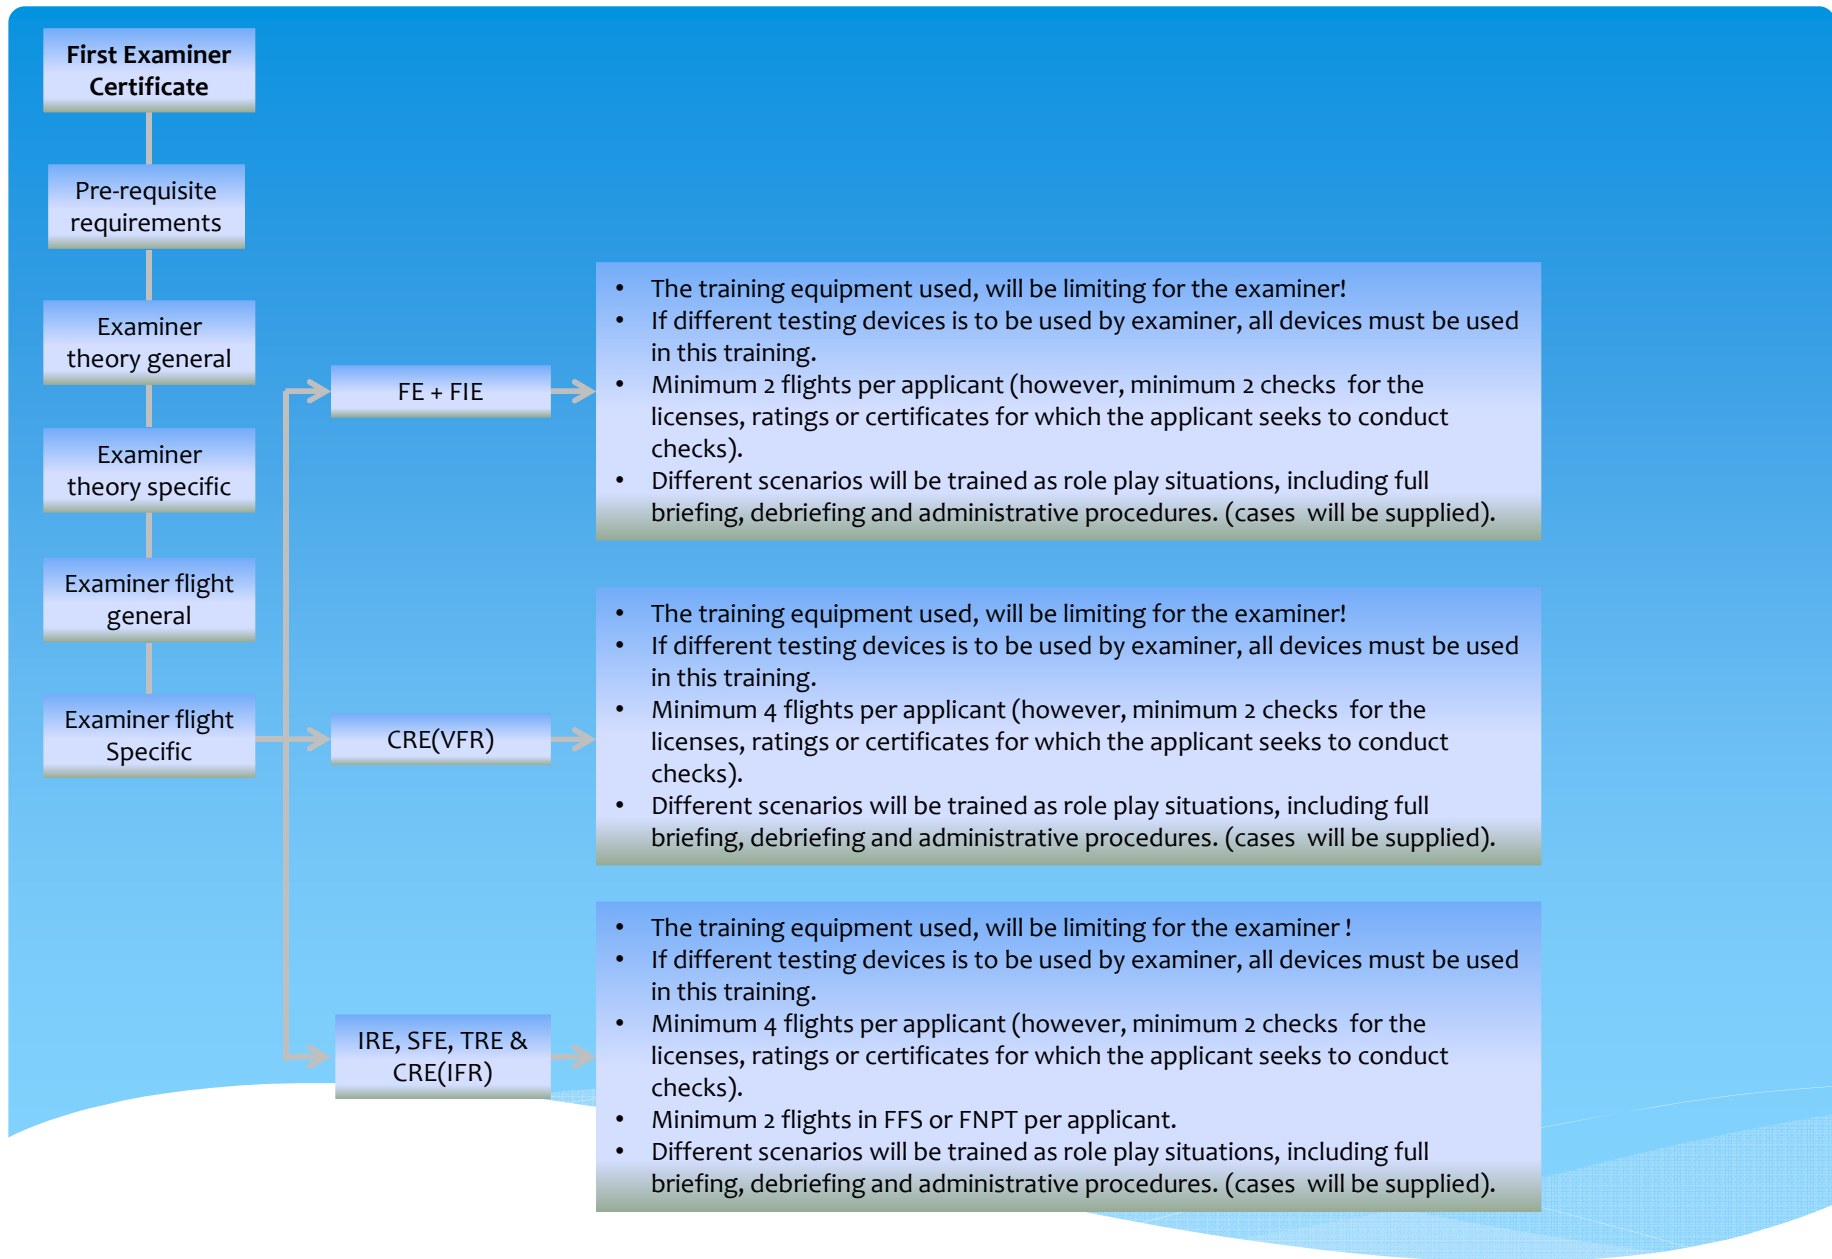 First Examiner
Certificate
Pre-requisite
requirements
Examiner
theory general
Examiner
theory specific
Examiner flight
general
Examiner flight
Specific
FE + FIE
• The training equipment used, will be limiting for the examiner!
• If different testing devices is to be used by examiner, all devices must be used
in this training.
• Minimum 2 flights per applicant (however, minimum 2 checks for the
licenses, ratings or certificates for which the applicant seeks to conduct
checks).
• Different scenarios will be trained as role play situations, including full
briefing, debriefing and administrative procedures. (cases will be supplied).
CRE(VFR)
• The training equipment used, will be limiting for the examiner!
• If different testing devices is to be used by examiner, all devices must be used
in this training.
• Minimum 4 flights per applicant (however, minimum 2 checks for the
licenses, ratings or certificates for which the applicant seeks to conduct
checks).
• Different scenarios will be trained as role play situations, including full
briefing, debriefing and administrative procedures. (cases will be supplied).
IRE, SFE, TRE &
CRE(IFR)
• The training equipment used, will be limiting for the examiner !
• If different testing devices is to be used by examiner, all devices must be used
in this training.
• Minimum 4 flights per applicant (however, minimum 2 checks for the
licenses, ratings or certificates for which the applicant seeks to conduct
checks).
• Minimum 2 flights in FFS or FNPT per applicant.
• Different scenarios will be trained as role play situations, including full
briefing, debriefing and administrative procedures. (cases will be supplied).